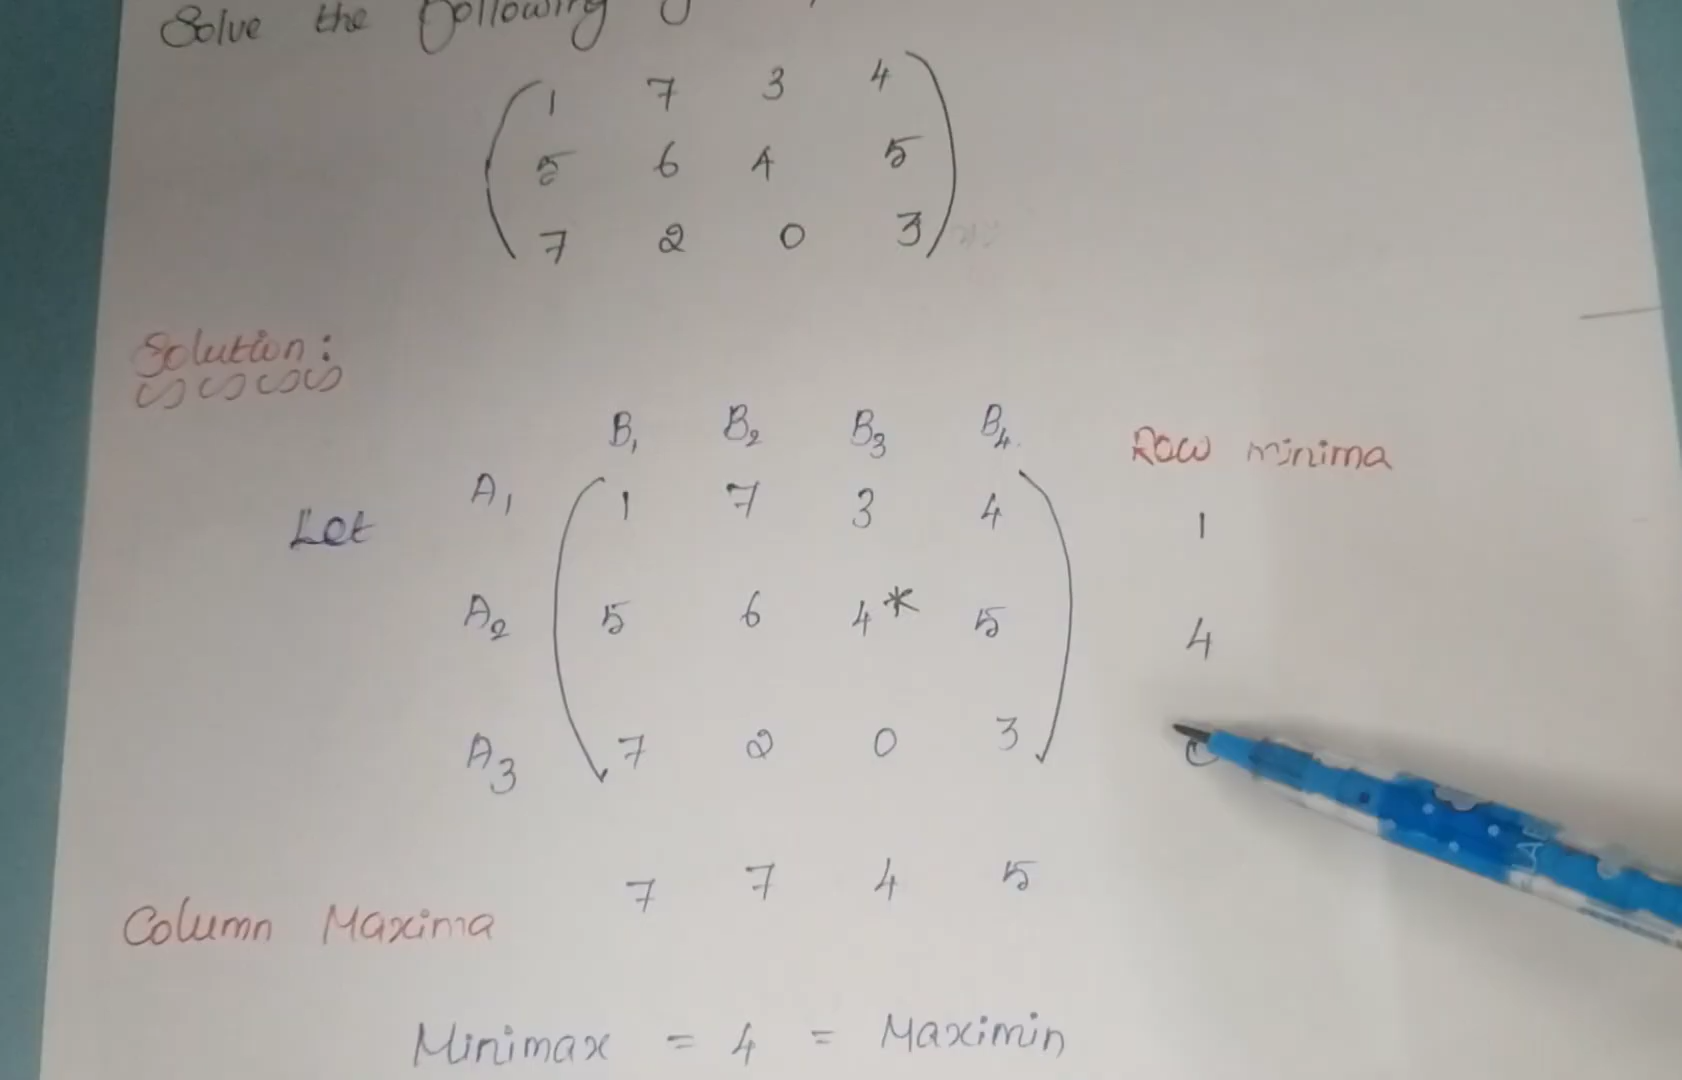 Solve the following
1 7 3 4
5 6 4 5
7 2 0 3
Solution:
B1 B2 B3 B4 Row minima
Let A1 1 7 3 4 1
A2 5 6 4* 5 4
A3 7 2 0 3
Column Maxima 7 7 4 5
Minimax = 4 = Maximin